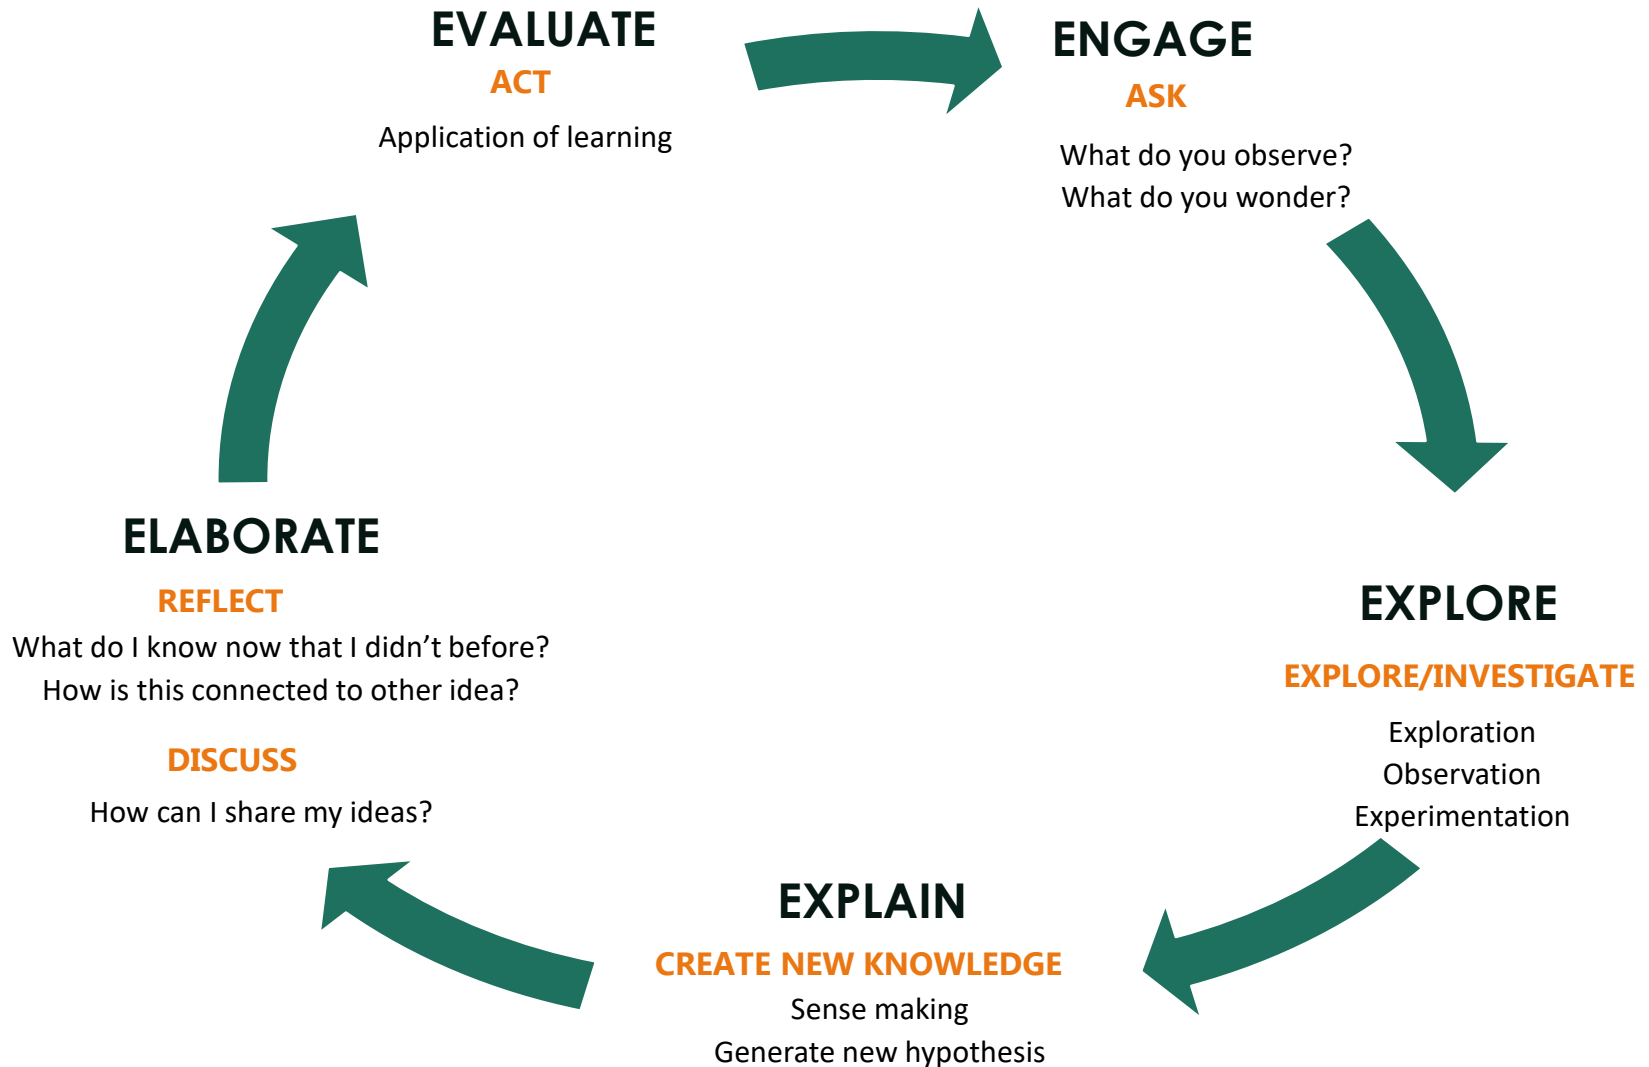 EVALUATE
ACT
Application of learning
ENGAGE
ASK
What do you observe?
What do you wonder?
EXPLORE
EXPLORE/INVESTIGATE
Exploration
Observation
Experimentation
EXPLAIN
CREATE NEW KNOWLEDGE
Sense making
Generate new hypothesis
ELABORATE
REFLECT
What do I know now that I didn’t before?
How is this connected to other idea?
DISCUSS
How can I share my ideas?